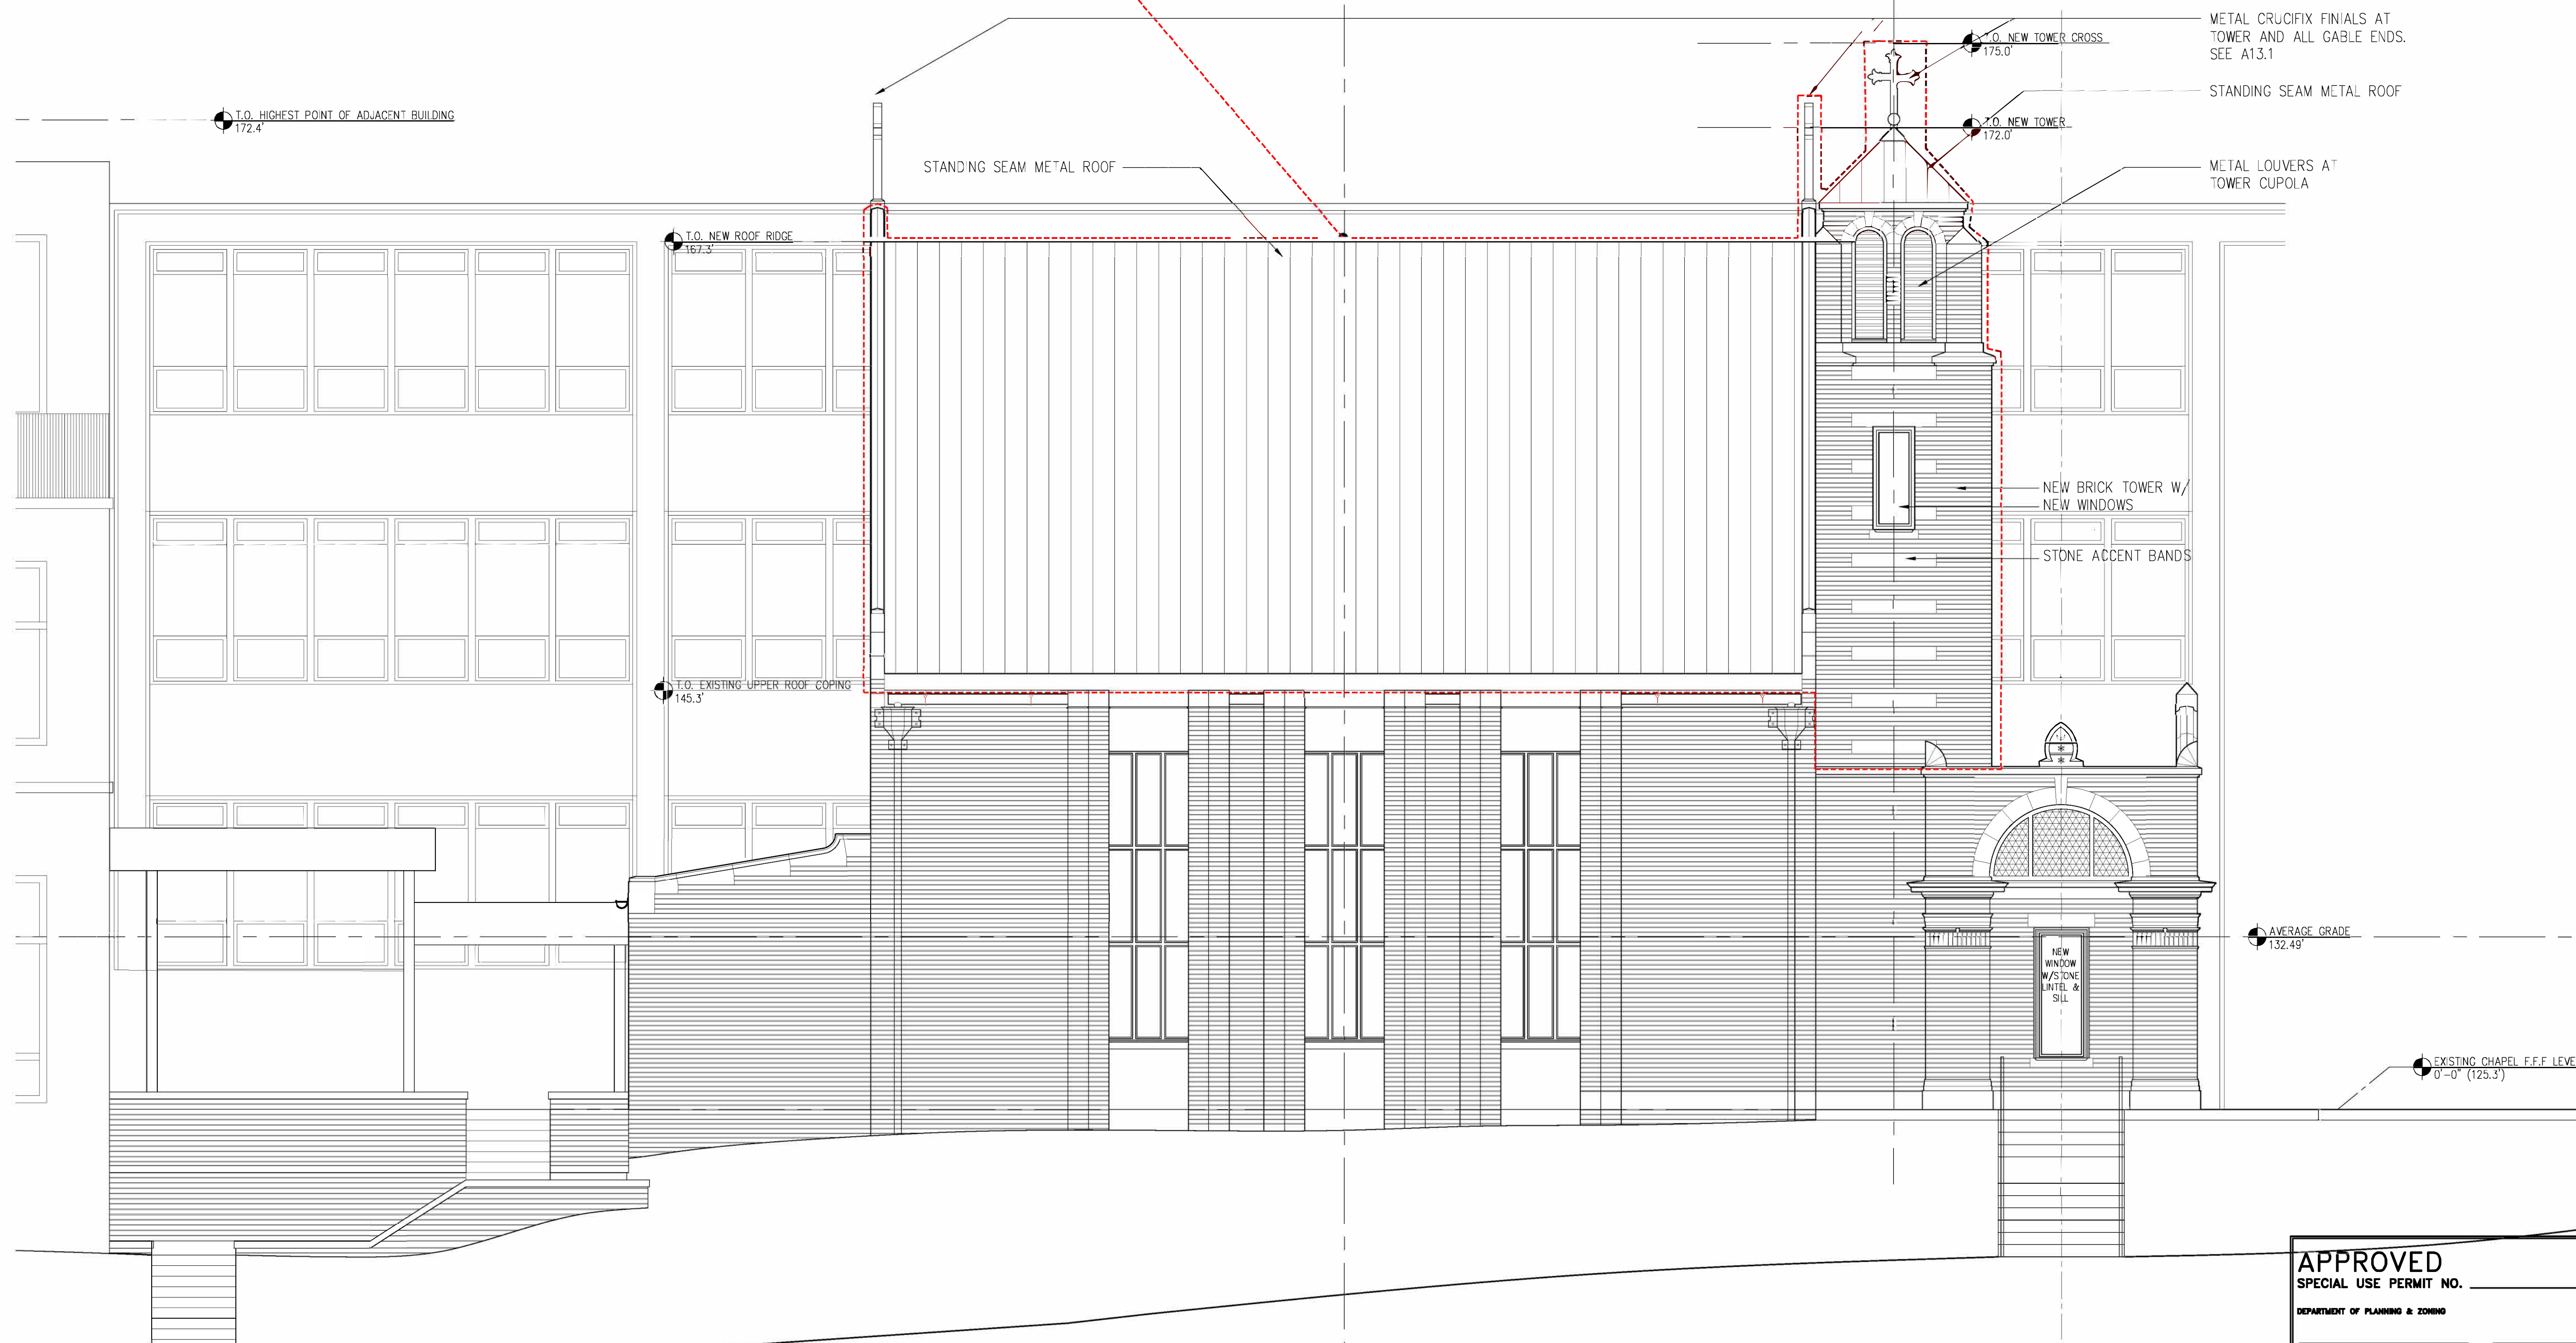 METAL CRUCIFIX FINIALS AT
TOWER AND ALL GABLE ENDS.
SEE A13.1
T.O. NEW TOWER CROSS
175.0'
STANDING SEAM METAL ROOF
T.O. HIGHEST POINT OF ADJACENT BUILDING
172.4'
T.O. NEW TOWER
172.0'
STANDING SEAM METAL ROOF
METAL LOUVERS AT
TOWER CUPOLA
T.O. NEW ROOF RIDGE
167.3'
NEW BRICK TOWER W/
NEW WINDOWS
STONE ACCENT BANDS
T.O. EXISTING UPPER ROOF COPING
145.3'
AVERAGE GRADE
132.49'
NEW
WINDOW
W/STONE
LINTEL &
SILL
EXISTING CHAPEL F.F.F LEVE
0'-0" (125.3')
APPROVED
SPECIAL USE PERMIT NO.
DEPARTMENT OF PLANNING & ZONING